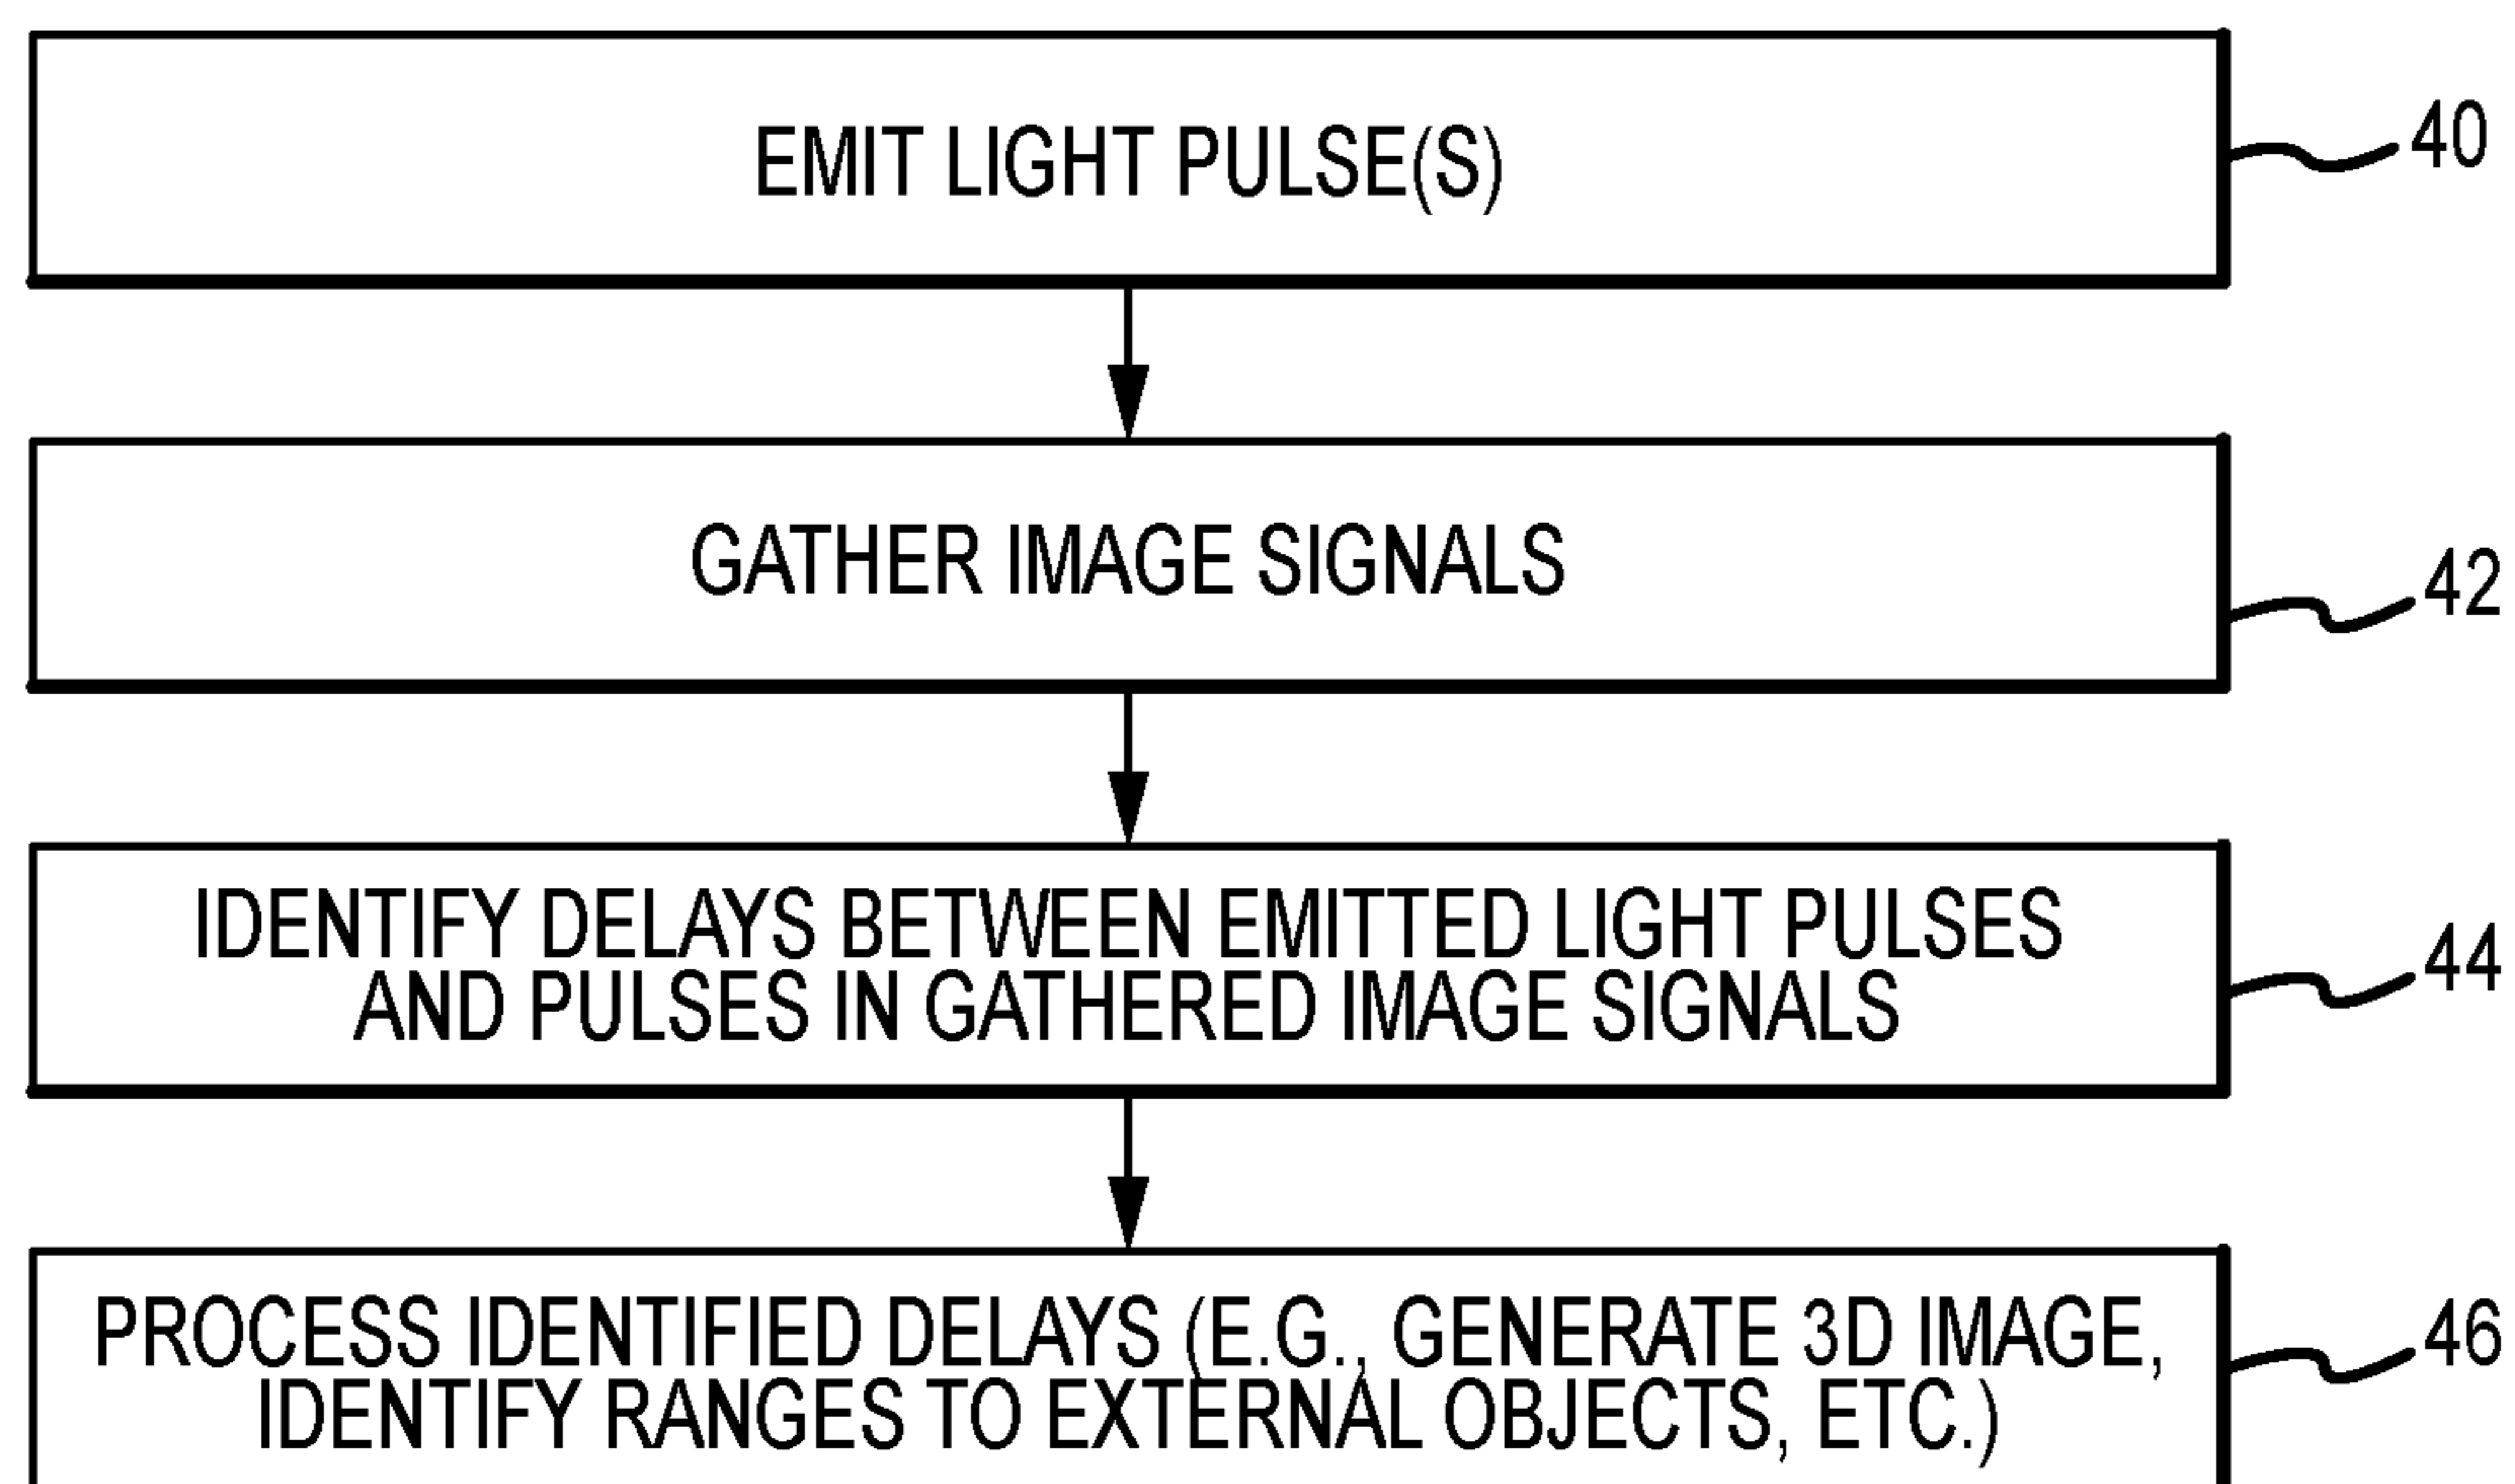 EMIT LIGHT PULSE(S)
40
GATHER IMAGE SIGNALS
42
IDENTIFY DELAYS BETWEEN EMITTED LIGHT PULSES
AND PULSES IN GATHERED IMAGE SIGNALS
44
PROCESS IDENTIFIED DELAYS (E.G., GENERATE 3D IMAGE,
IDENTIFY RANGES TO EXTERNAL OBJECTS, ETC.)
46